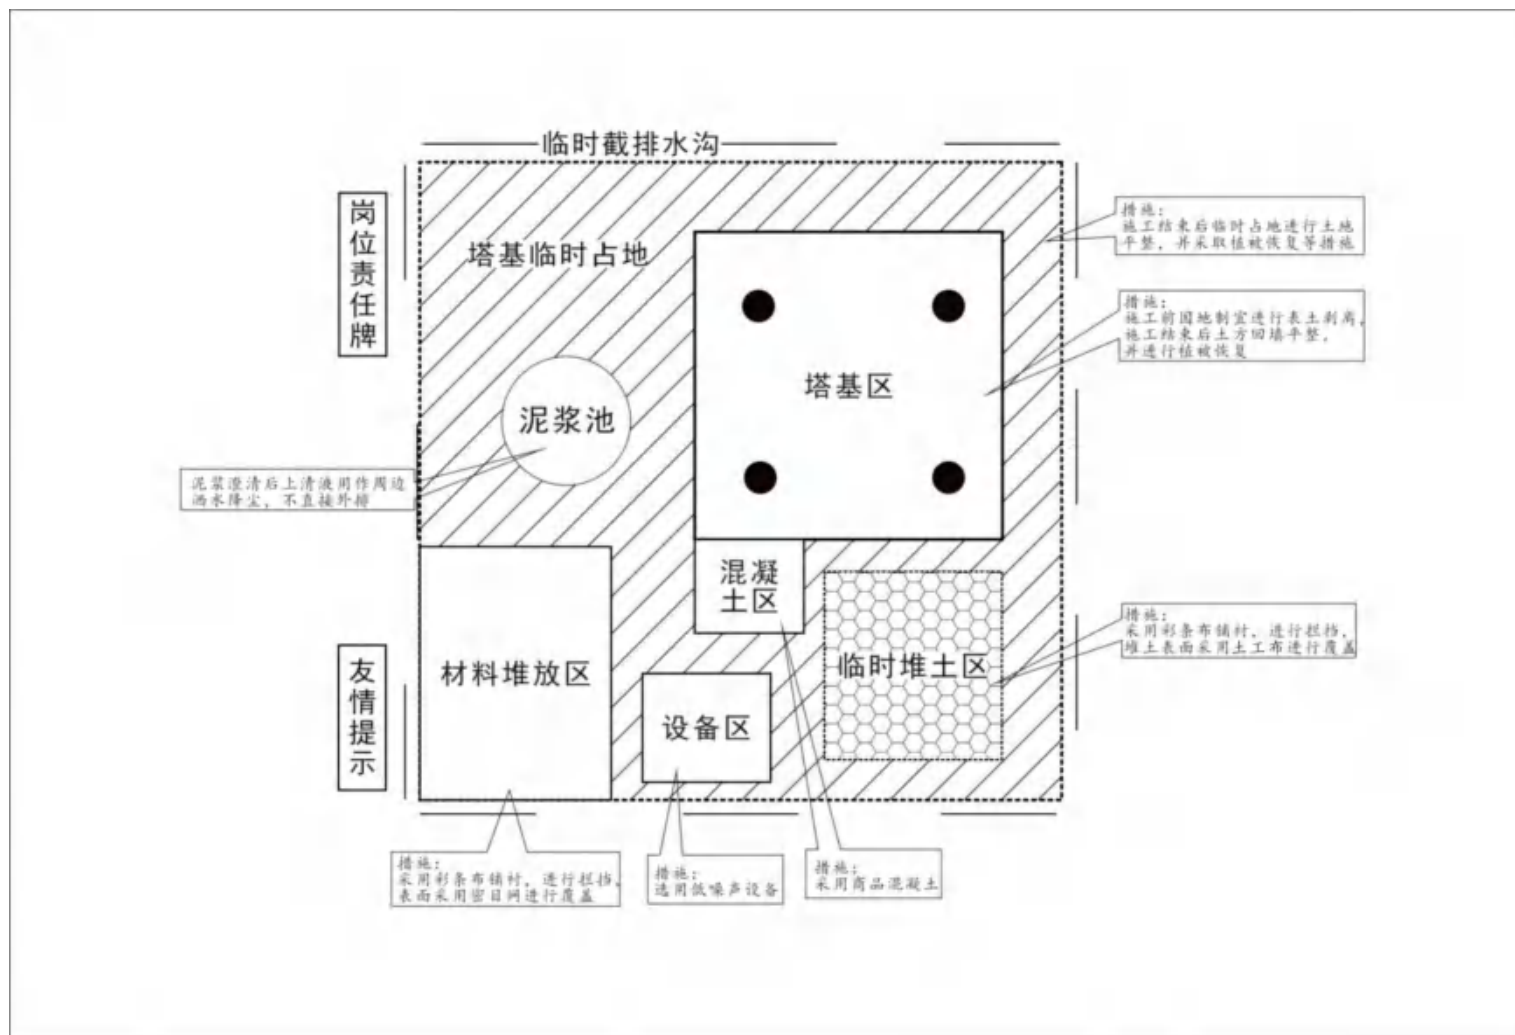 临时截排水沟
岗位责任牌
塔基临时占地
措施：
施工结束后临时占地进行土地
平整，并采取植被恢复等措施
措施：
施工前因地制宜进行表土剥离，
施工结束后土方回填平整，
并进行植被恢复
塔基区
泥浆池
泥浆澄清后上清液用作周边
洒水降尘，不直接外排
混凝
土区
措施：
采用彩条布铺衬，进行拦挡，
堆土表面采用土工布进行覆盖
友情提示
材料堆放区
临时堆土区
设备区
措施：
采用彩条布铺衬，进行拦挡，
表面采用密目网进行覆盖
措施：
选用低噪声设备
措施：
采用商品混凝土